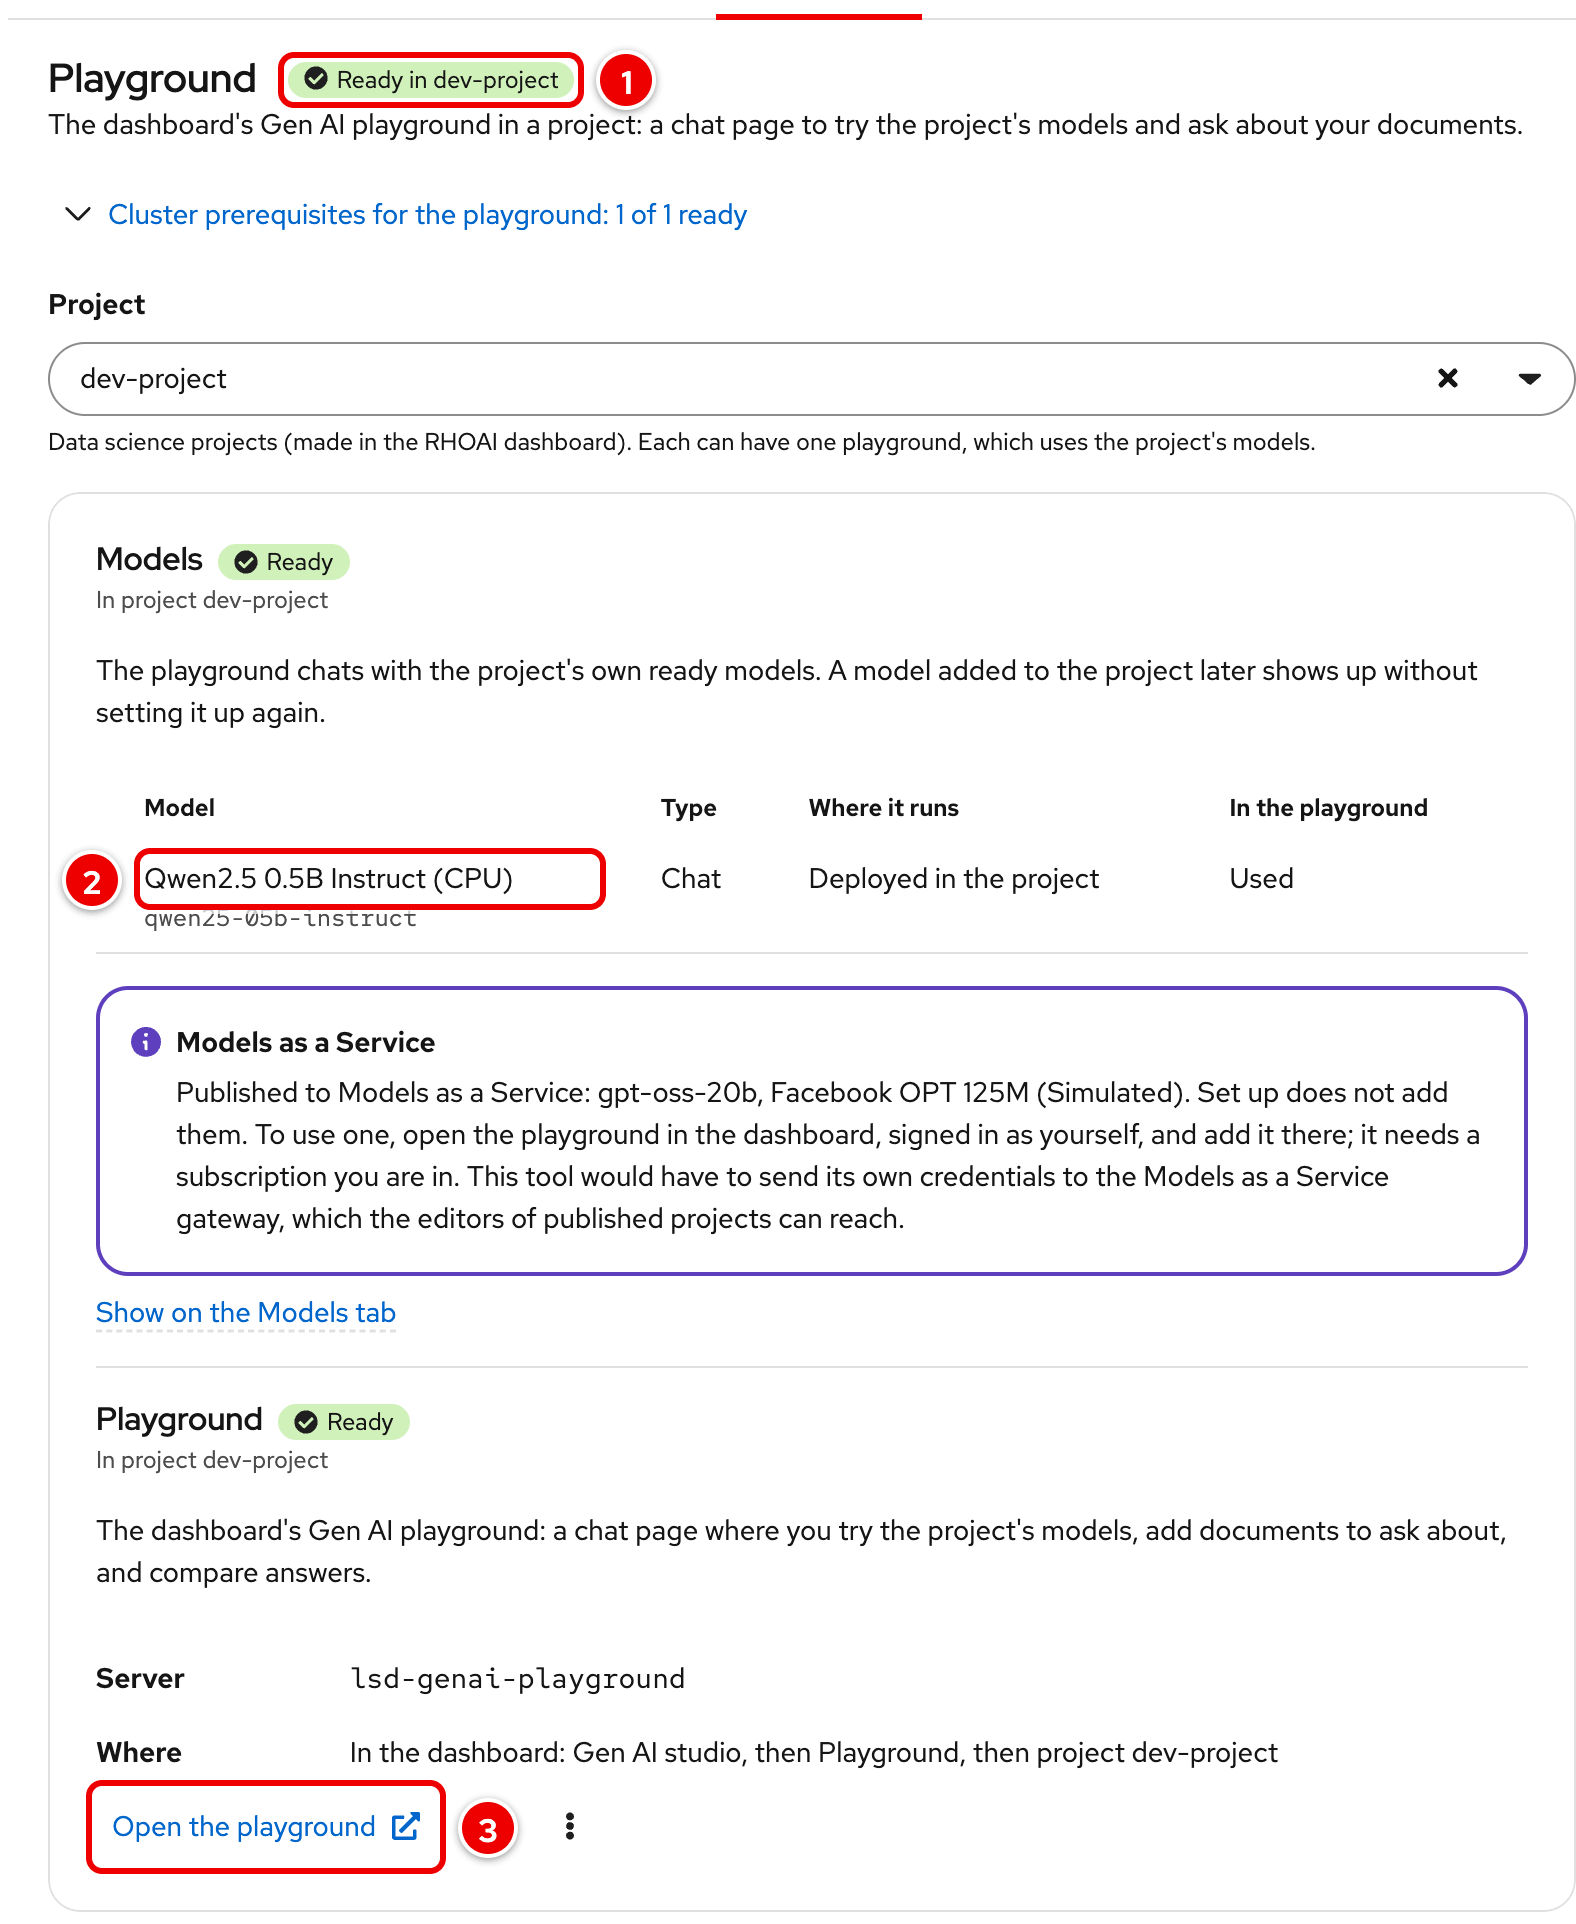 Playground
Ready in dev-project
1
The dashboard's Gen AI playground in a project: a chat page to try the project's models and ask about your documents.
Cluster prerequisites for the playground: 1 of 1 ready
Project
dev-project
Data science projects (made in the RHOAI dashboard). Each can have one playground, which uses the project's models.
Models
Ready
In project dev-project
The playground chats with the project's own ready models. A model added to the project later shows up without
setting it up again.
Model Type Where it runs In the playground
2
Qwen2.5 0.5B Instruct (CPU) Chat Deployed in the project Used
qwen25-05b-instruct
Models as a Service
Published to Models as a Service: gpt-oss-20b, Facebook OPT 125M (Simulated). Set up does not add
them. To use one, open the playground in the dashboard, signed in as yourself, and add it there; it needs a
subscription you are in. This tool would have to send its own credentials to the Models as a Service
gateway, which the editors of published projects can reach.
Show on the Models tab
Playground
Ready
In project dev-project
The dashboard's Gen AI playground: a chat page where you try the project's models, add documents to ask about,
and compare answers.
Server lsd-genai-playground
Where In the dashboard: Gen AI studio, then Playground, then project dev-project
Open the playground
3